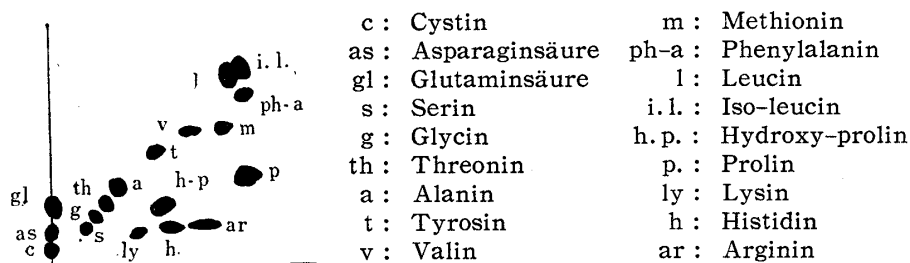 i. l.
l
ph-a
v
m
t
gl
th
a
h-p
p
g
as
s
ar
c
ly
h.
c : Cystin
as : Asparaginsäure
gl : Glutaminsäure
s : Serin
g : Glycin
th : Threonin
a : Alanin
t : Tyrosin
v : Valin
m : Methionin
ph-a : Phenylalanin
l : Leucin
i. l. : Iso-leucin
h. p. : Hydroxy-prolin
p. : Prolin
ly : Lysin
h : Histidin
ar : Arginin